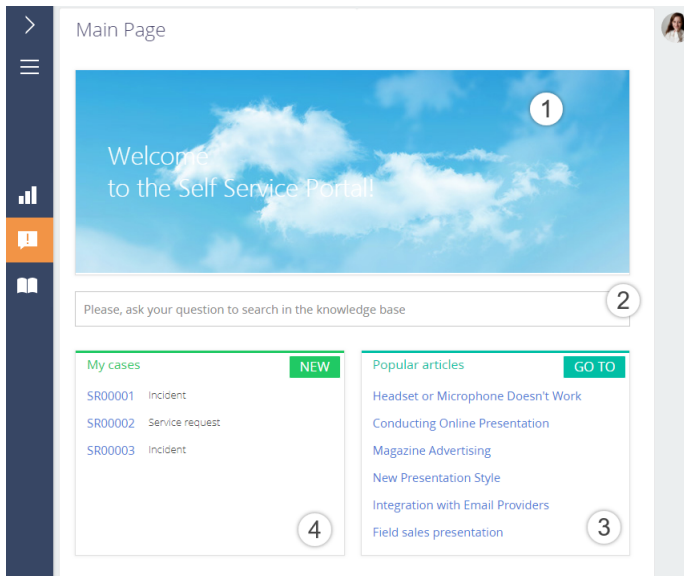 Main Page
1
Welcome
to the Self Service Portal!
Please, ask your question to search in the knowledge base
2
My cases
NEW
SR00001 Incident
SR00002 Service request
SR00003 Incident
4
Popular articles
GO TO
Headset or Microphone Doesn't Work
Conducting Online Presentation
Magazine Advertising
New Presentation Style
Integration with Email Providers
Field sales presentation
3